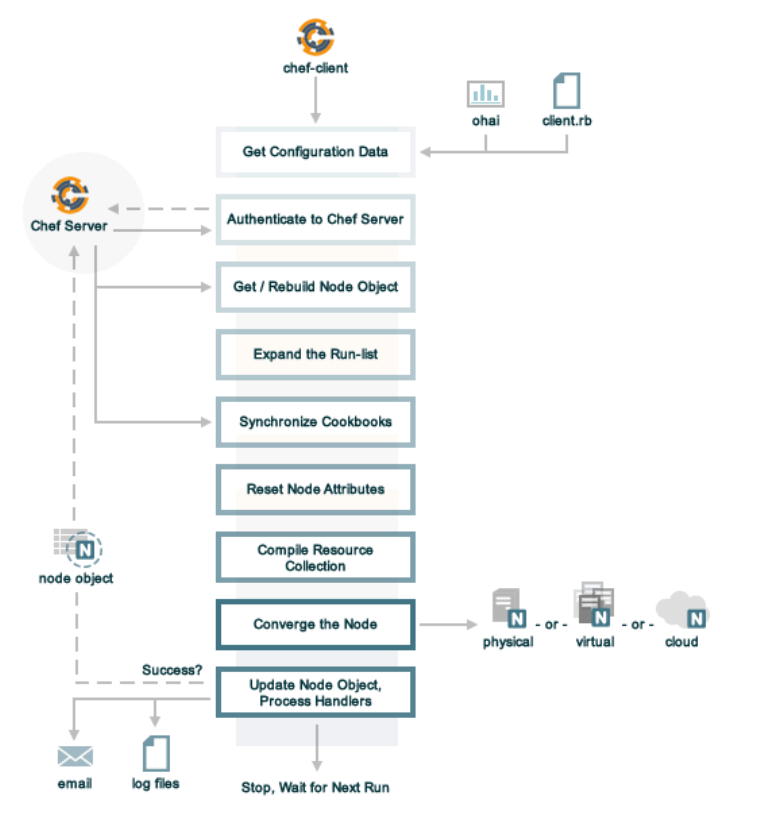 chef-client
ohai
client.rb
Get Configuration Data
Chef Server
Authenticate to Chef Server
Get / Rebuild Node Object
Expand the Run-list
Synchronize Cookbooks
Reset Node Attributes
Compile Resource
Collection
N
node object
Converge the Node
N
N
N
physical
- or -
virtual
- or -
cloud
Success?
Update Node Object,
Process Handlers
email
log files
Stop, Wait for Next Run